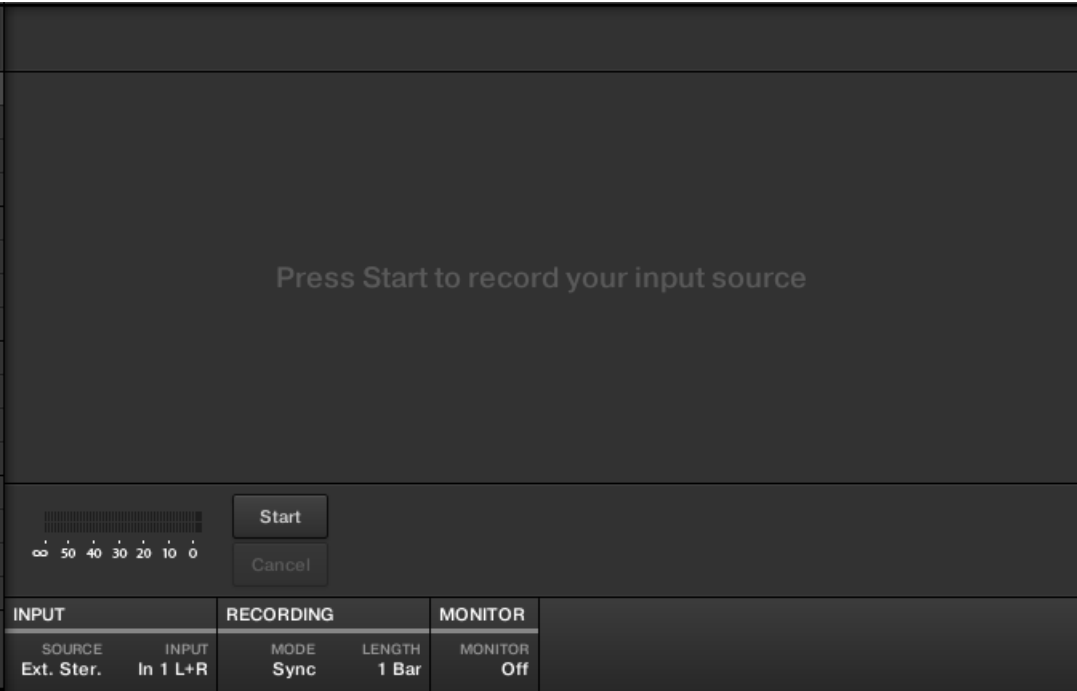 Press Start to record your input source
Start
∞ 50 40 30 20 10 0
Cancel
INPUT RECORDING MONITOR
SOURCE INPUT MODE LENGTH MONITOR
Ext. Ster. In 1 L+R Sync 1 Bar Off